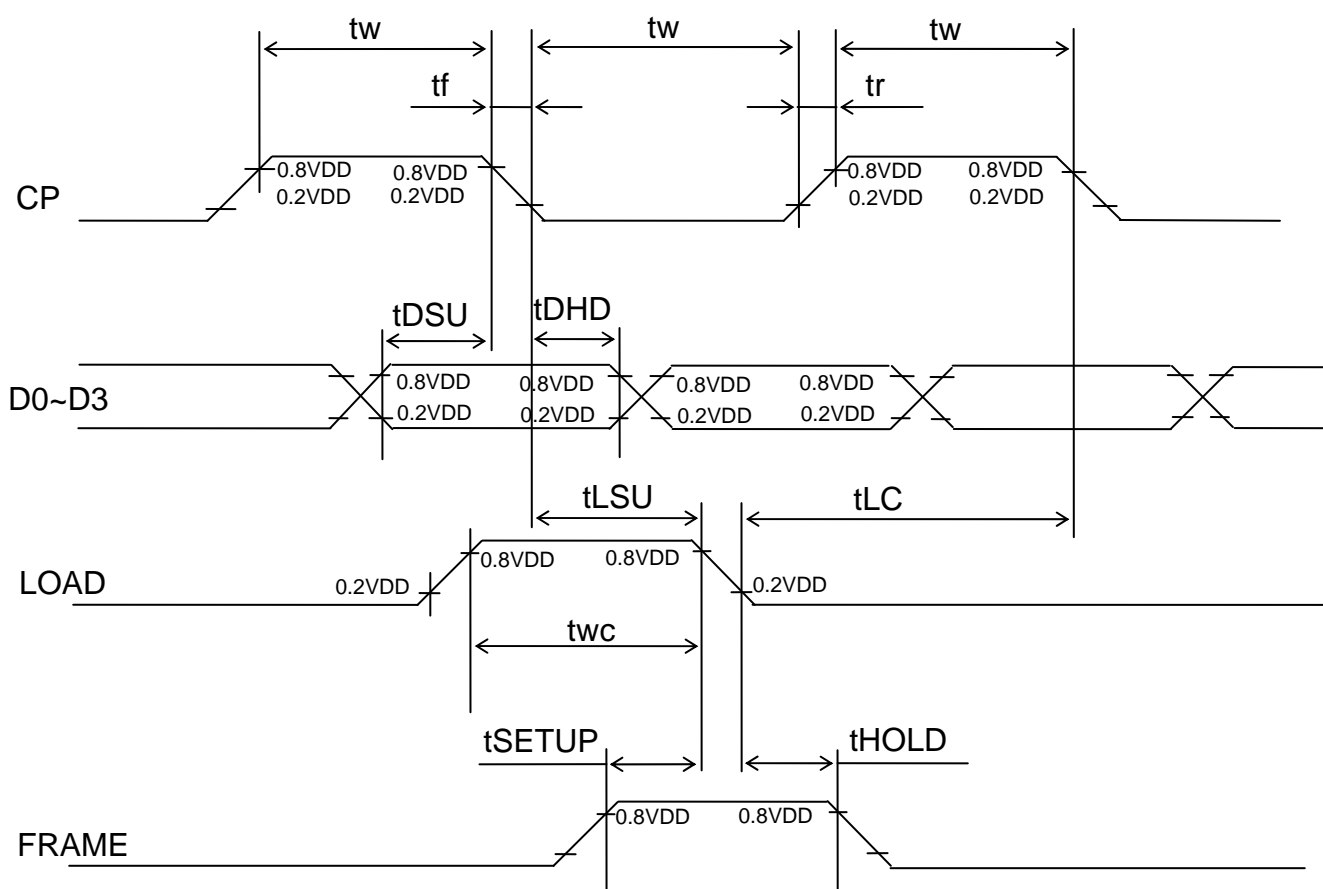 tw
tw
tw
tf
tr
0.8VDD 0.8VDD 0.8VDD 0.8VDD
CP
0.2VDD 0.2VDD 0.2VDD 0.2VDD
tDSU
tDHD
0.8VDD 0.8VDD 0.8VDD 0.8VDD
D0~D3
0.2VDD 0.2VDD 0.2VDD 0.2VDD
tLSU
tLC
0.8VDD 0.8VDD
LOAD
0.2VDD 0.2VDD
twc
tSETUP
tHOLD
0.8VDD 0.8VDD
FRAME